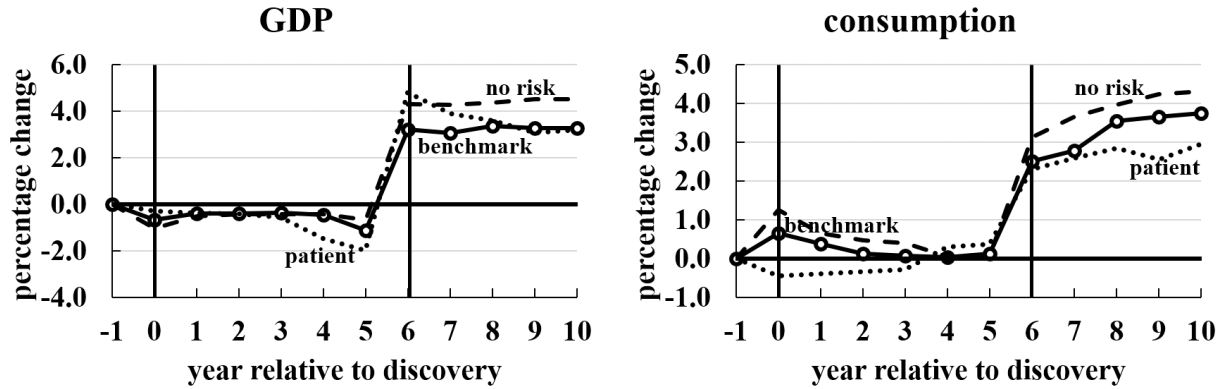 GDP
percentage change
6.0
4.0
2.0
0.0
-2.0
-4.0
no risk
benchmark
patient
-1 0 1 2 3 4 5 6 7 8 9 10
year relative to discovery
consumption
percentage change
5.0
4.0
3.0
2.0
1.0
0.0
-1.0
no risk
patient
benchmark
-1 0 1 2 3 4 5 6 7 8 9 10
year relative to discovery